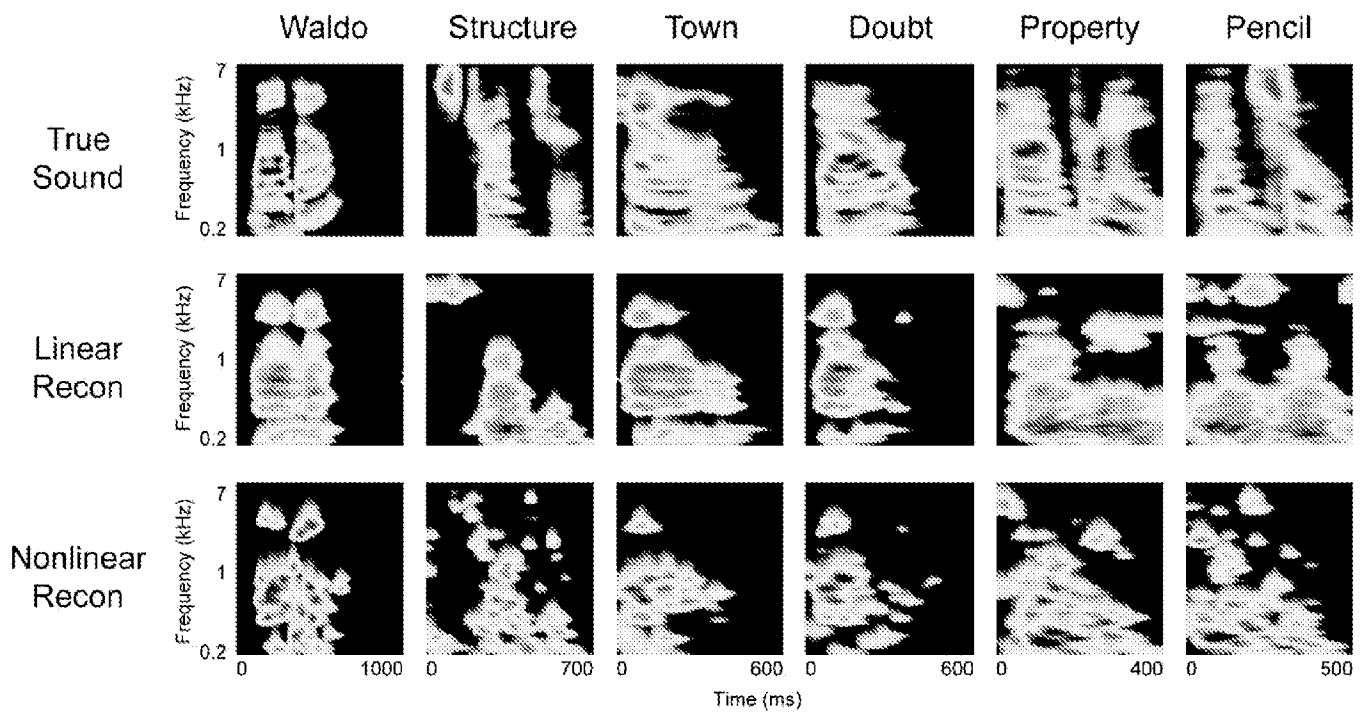 Waldo Structure Town Doubt Property Pencil
True
Sound
Frequency (kHz)
7
1
0.2
Linear
Recon
Frequency (kHz)
7
1
0.2
Nonlinear
Recon
Frequency (kHz)
7
1
0.2
0 1000 0 700 0 600 0 600 0 400 0 500
Time (ms)